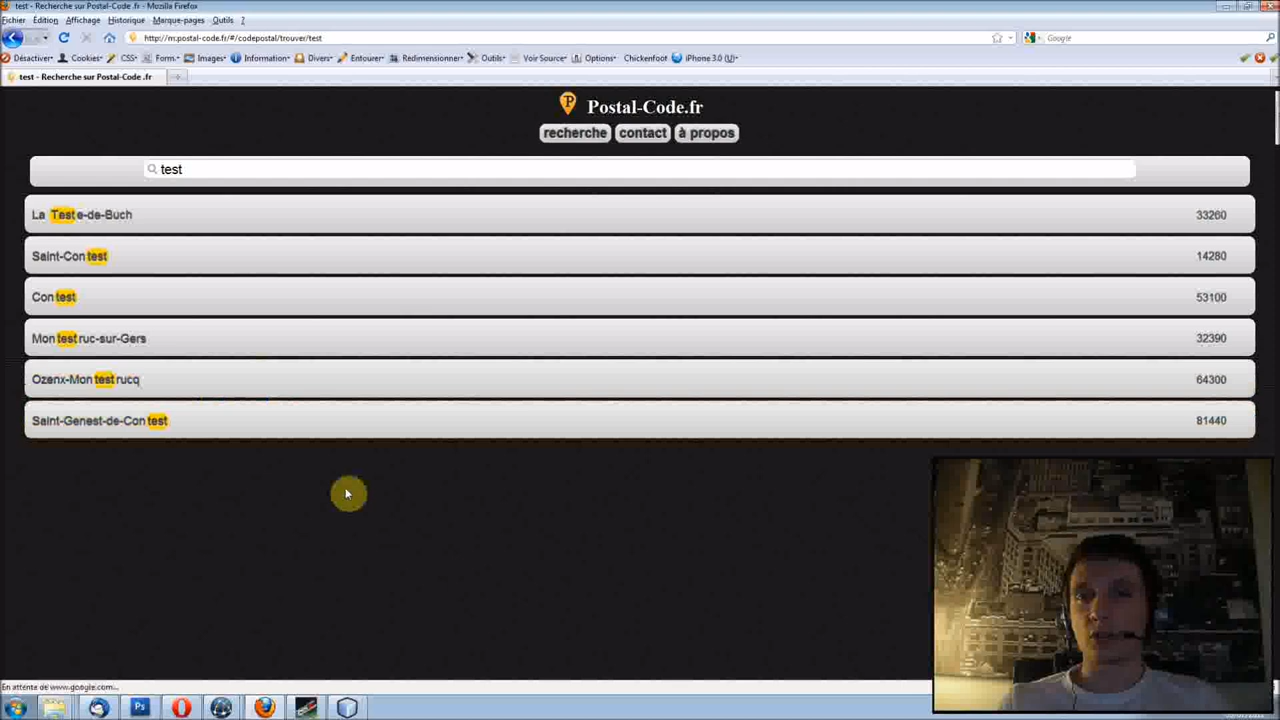 test - Recherche sur Postal-Code .fr - Mozilla Firefox
Fichier Édition Affichage Historique Marque-pages Outils ?
http://m.postal-code.fr/#/codepostal/trouver/test
Google
Désactiver Cookies CSS Form. Images Information Divers Entourer Redimensionner Outils Voir Source Options Chickenfoot iPhone 3.0 (U)
test - Recherche sur Postal-Code .fr
Postal-Code.fr
recherche contact à propos
test
La Teste-de-Buch 33260
Saint-Contest 14280
Contest 53100
Montestruc-sur-Gers 32390
Ozenx-Montestrucq 64300
Saint-Genest-de-Contest 81440
En attente de www.google.com...
Ps